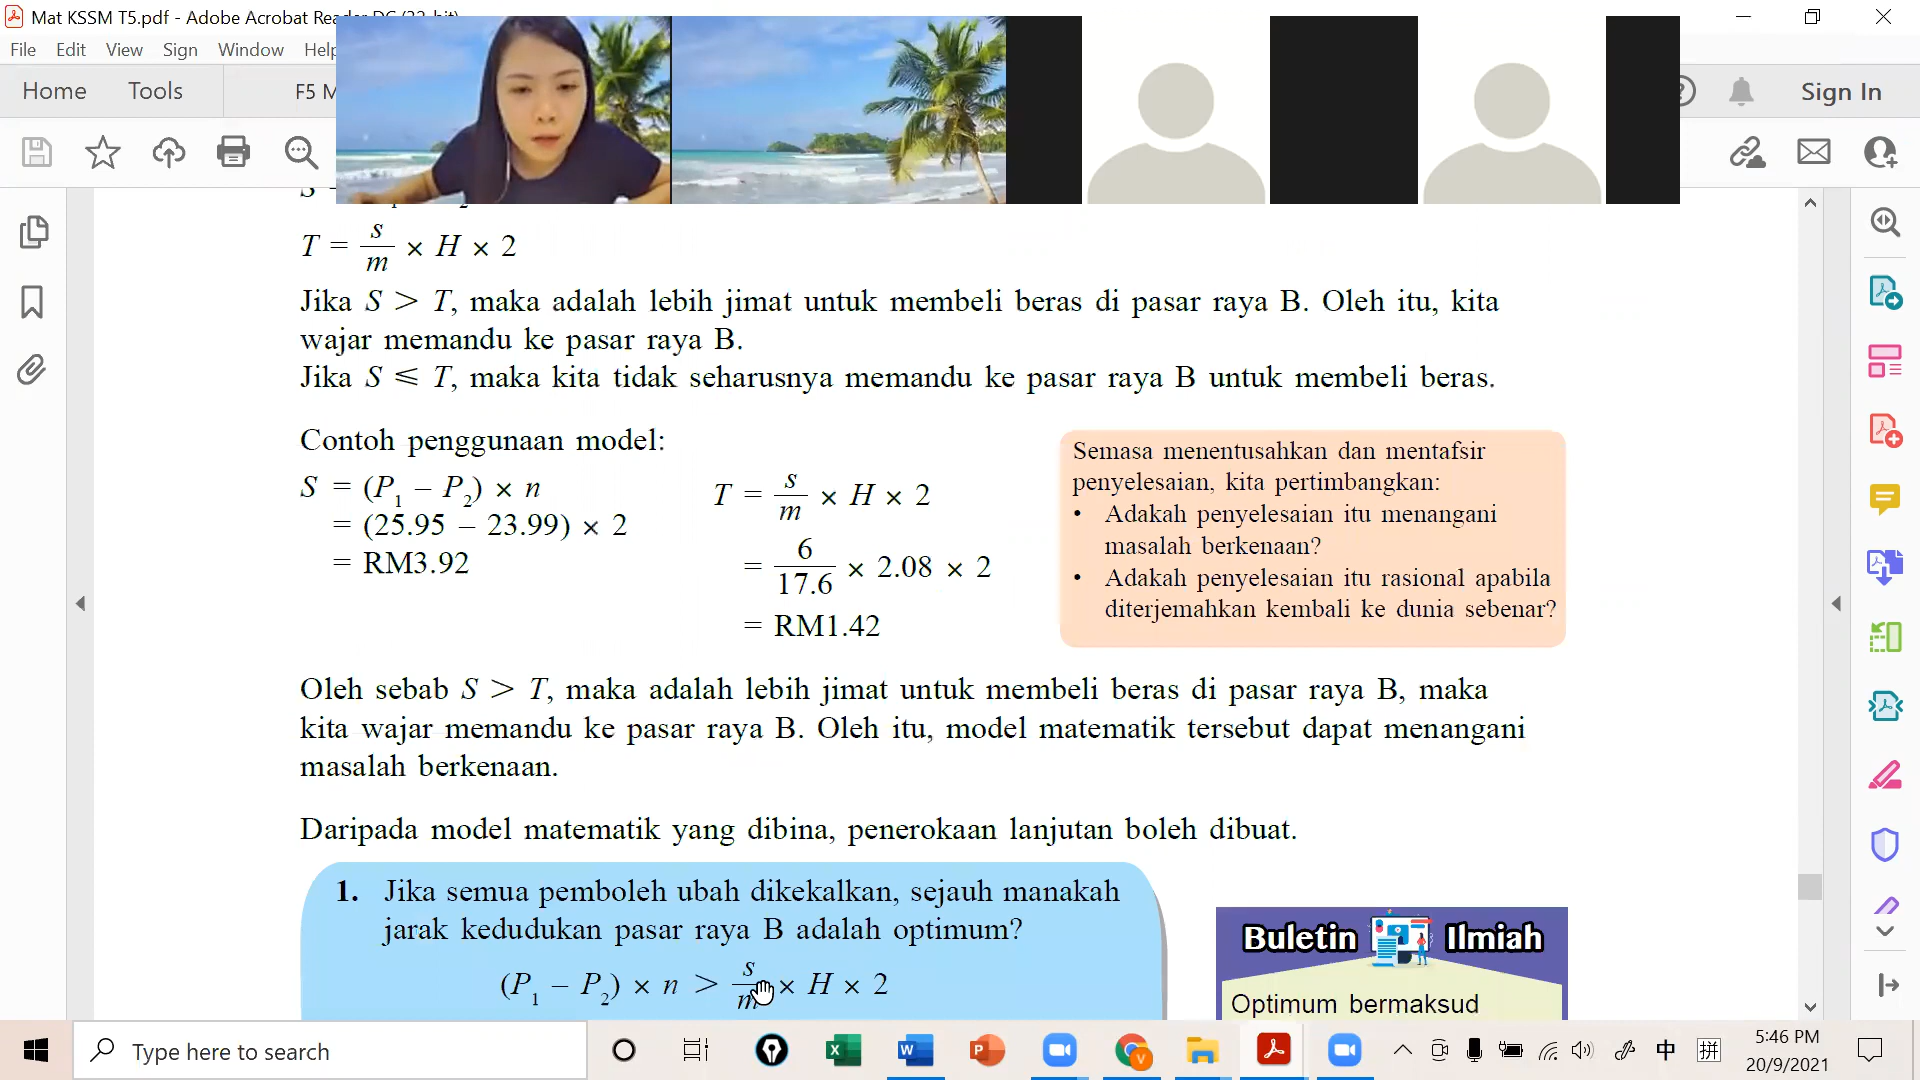 Mat KSSM T5.pdf - Adobe Acrobat Reader DC (32-bit)
File Edit View Sign Window Help
Home Tools F5 M
Sign In
T = s/m × H × 2
Jika S > T, maka adalah lebih jimat untuk membeli beras di pasar raya B. Oleh itu, kita
wajar memandu ke pasar raya B.
Jika S ⩽ T, maka kita tidak seharusnya memandu ke pasar raya B untuk membeli beras.
Contoh penggunaan model:
S = (P₁ – P₂) × n
= (25.95 – 23.99) × 2
= RM3.92
T = s/m × H × 2
= 6/17.6 × 2.08 × 2
= RM1.42
Semasa menentusahkan dan mentafsir
penyelesaian, kita pertimbangkan:
• Adakah penyelesaian itu menangani
masalah berkenaan?
• Adakah penyelesaian itu rasional apabila
diterjemahkan kembali ke dunia sebenar?
Oleh sebab S > T, maka adalah lebih jimat untuk membeli beras di pasar raya B, maka
kita wajar memandu ke pasar raya B. Oleh itu, model matematik tersebut dapat menangani
masalah berkenaan.
Daripada model matematik yang dibina, penerokaan lanjutan boleh dibuat.
1. Jika semua pemboleh ubah dikekalkan, sejauh manakah
jarak kedudukan pasar raya B adalah optimum?
(P₁ – P₂) × n > s/m × H × 2
Buletin Ilmiah
Optimum bermaksud
Type here to search
中 拼
5:46 PM
20/9/2021